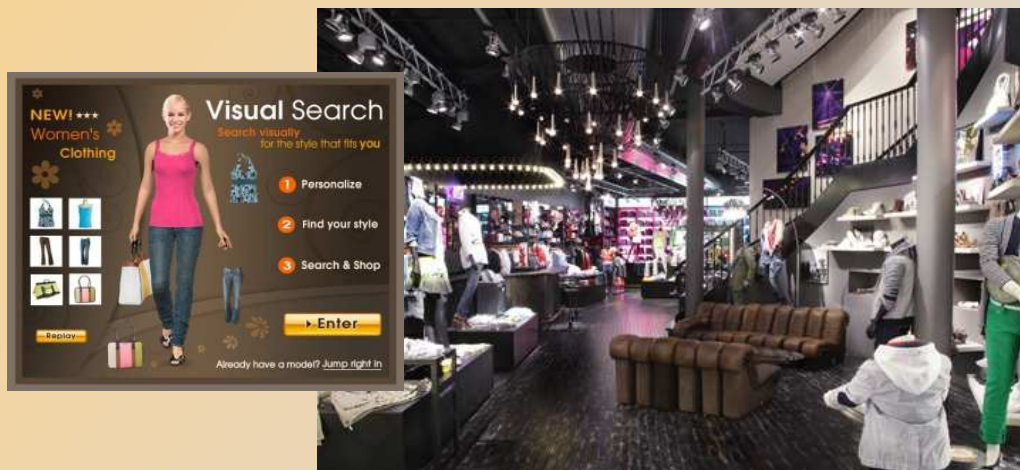 NEW! ★★★
Women's
Clothing
Visual Search
Search visually
for the style that fits you
1 Personalize
2 Find your style
3 Search & Shop
Enter
Replay
Already have a model? Jump right in